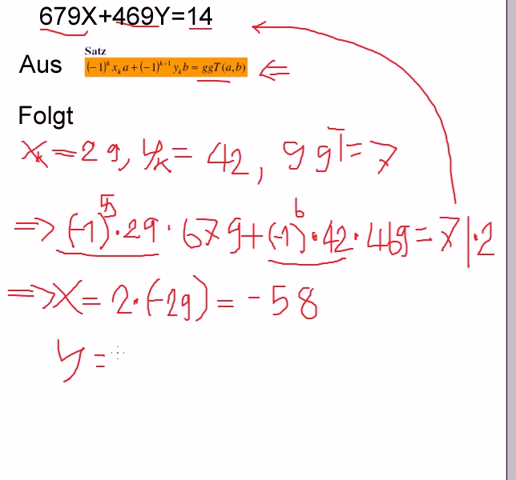 679X+469Y=14
Satz
Aus (-1)^k x_k a + (-1)^{k+1} y_k b = ggT(a,b) ⇐
Folgt
x_k = 29, y_k = 42, ggT = 7
⇒ (-1)^5 · 29 · 679 + (-1)^6 · 42 · 469 = 7 | · 2
⇒ X = 2 · (-29) = -58
y =